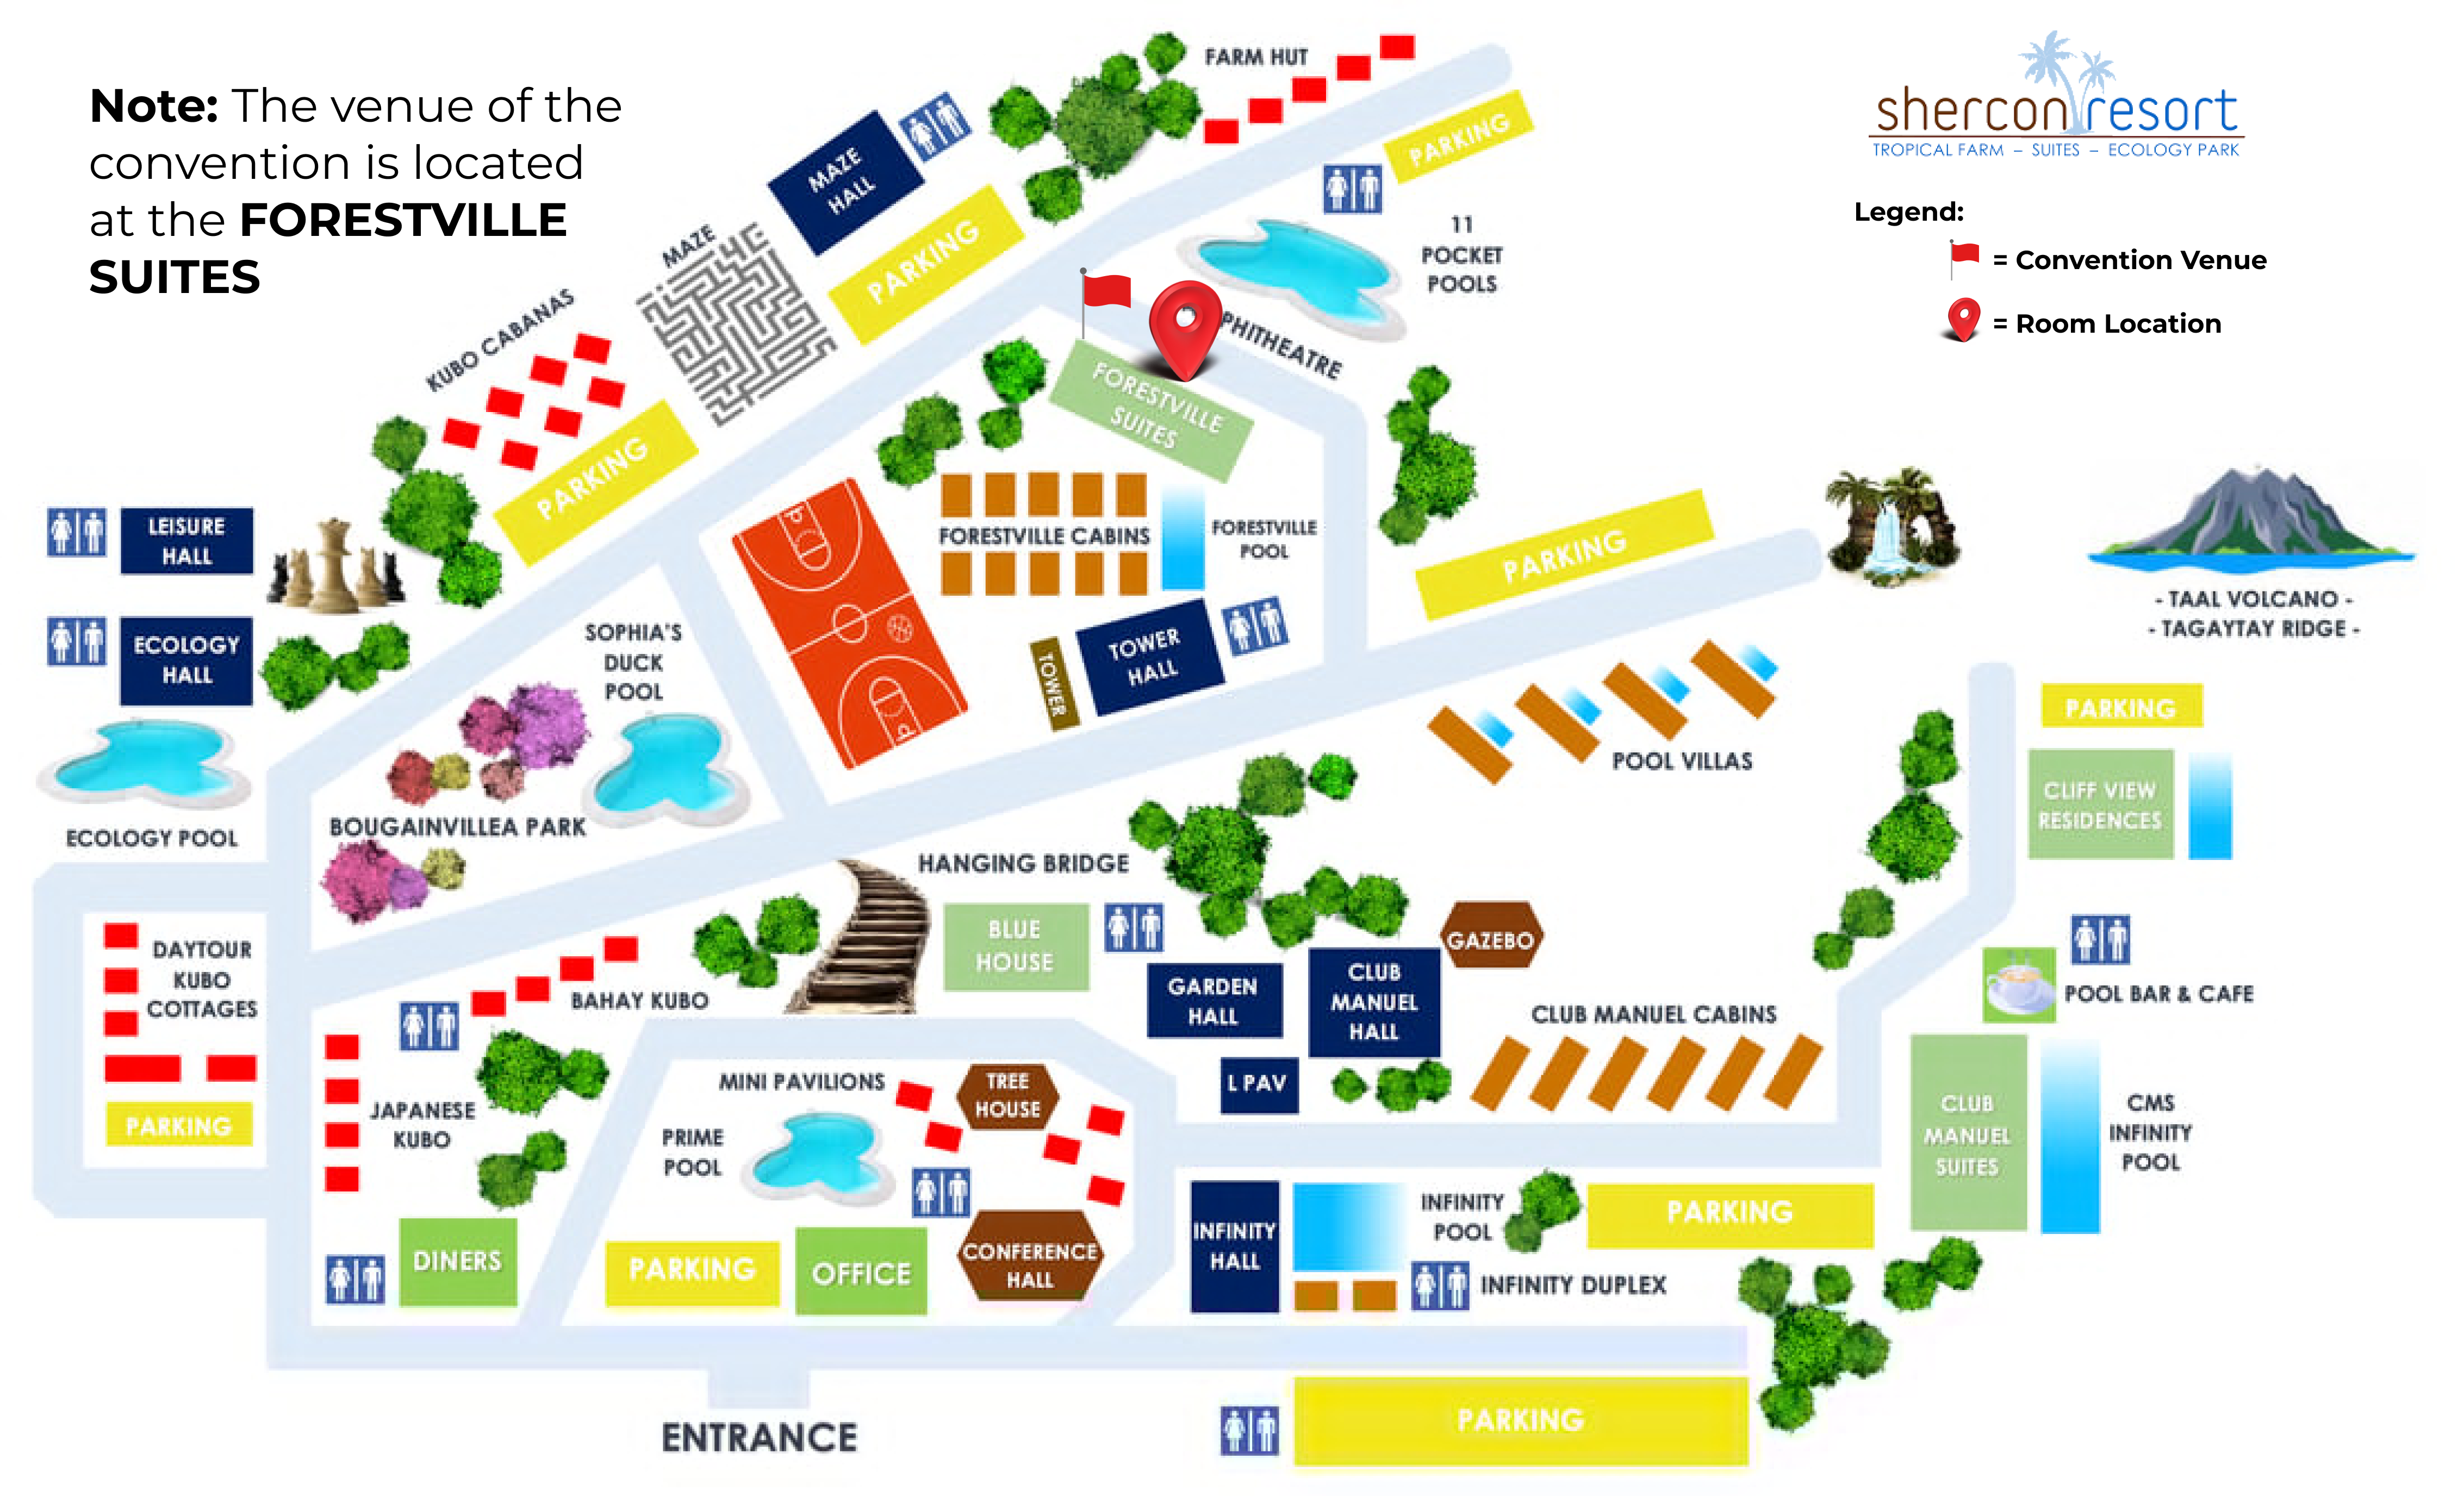 Note: The venue of the
convention is located
at the FORESTVILLE
SUITES
shercon resort
TROPICAL FARM – SUITES – ECOLOGY PARK
Legend:
= Convention Venue
= Room Location
FARM HUT
PARKING
MAZE
HALL
PARKING
MAZE
11
POCKET
POOLS
KUBO CABANAS
PHITHEATRE
FORESTVILLE
SUITES
PARKING
LEISURE
HALL
FORESTVILLE CABINS
FORESTVILLE
POOL
PARKING
- TAAL VOLCANO -
- TAGAYTAY RIDGE -
ECOLOGY
HALL
SOPHIA'S
DUCK
POOL
TOWER
TOWER
HALL
PARKING
POOL VILLAS
CLIFF VIEW
RESIDENCES
ECOLOGY POOL
BOUGAINVILLEA PARK
HANGING BRIDGE
DAYTOUR
KUBO
COTTAGES
BLUE
HOUSE
GAZEBO
BAHAY KUBO
GARDEN
HALL
CLUB
MANUEL
HALL
POOL BAR & CAFE
CLUB MANUEL CABINS
PARKING
JAPANESE
KUBO
MINI PAVILIONS
TREE
HOUSE
L PAV
PRIME
POOL
CLUB
MANUEL
SUITES
CMS
INFINITY
POOL
INFINITY
HALL
INFINITY
POOL
PARKING
DINERS
PARKING
OFFICE
CONFERENCE
HALL
INFINITY DUPLEX
ENTRANCE
PARKING